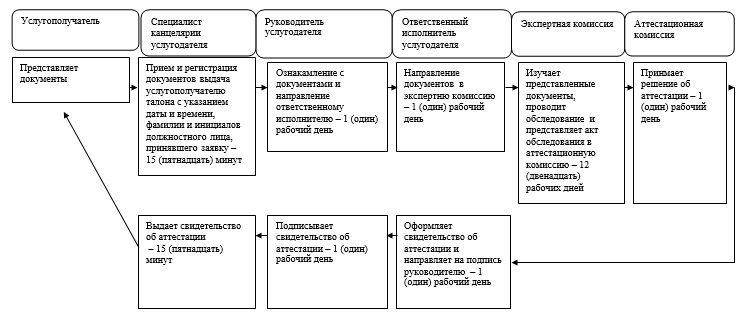 Услугополучатель
Специалист
канцелярии
услугодателя
Руководитель
услугодателя
Ответственный
исполнитель
услугодателя
Экспертная комиссия
Аттестационная
комиссия
Представляет
документы
Прием и регистрация
документов выдача
услугополучателю
талона с указанием
даты и времени,
фамилии и инициалов
должностного лица,
принявшего заявку –
15 (пятнадцать) минут
Ознакамление с
документами и
направление
ответственному
исполнителю – 1 (один)
рабочий день
Направление
документов в
экспертню комиссию
– 1 (один) рабочий
день
Изучает
представленные
документы,
проводит
обследование и
представляет акт
обследования в
аттестационную
комиссию – 12
(двенадцать)
рабочих дней
Принмает
решение об
аттестации – 1
(один) рабочий
день
Выдает свидетельство
об аттестации
– 15 (пятнадцать)
минут
Подписывает
свидетельство об
аттестации – 1 (один)
рабочий день
Оформляет
свидетельство об
аттестации и
направляет на подпись
руководителю – 1
(один) рабочий день